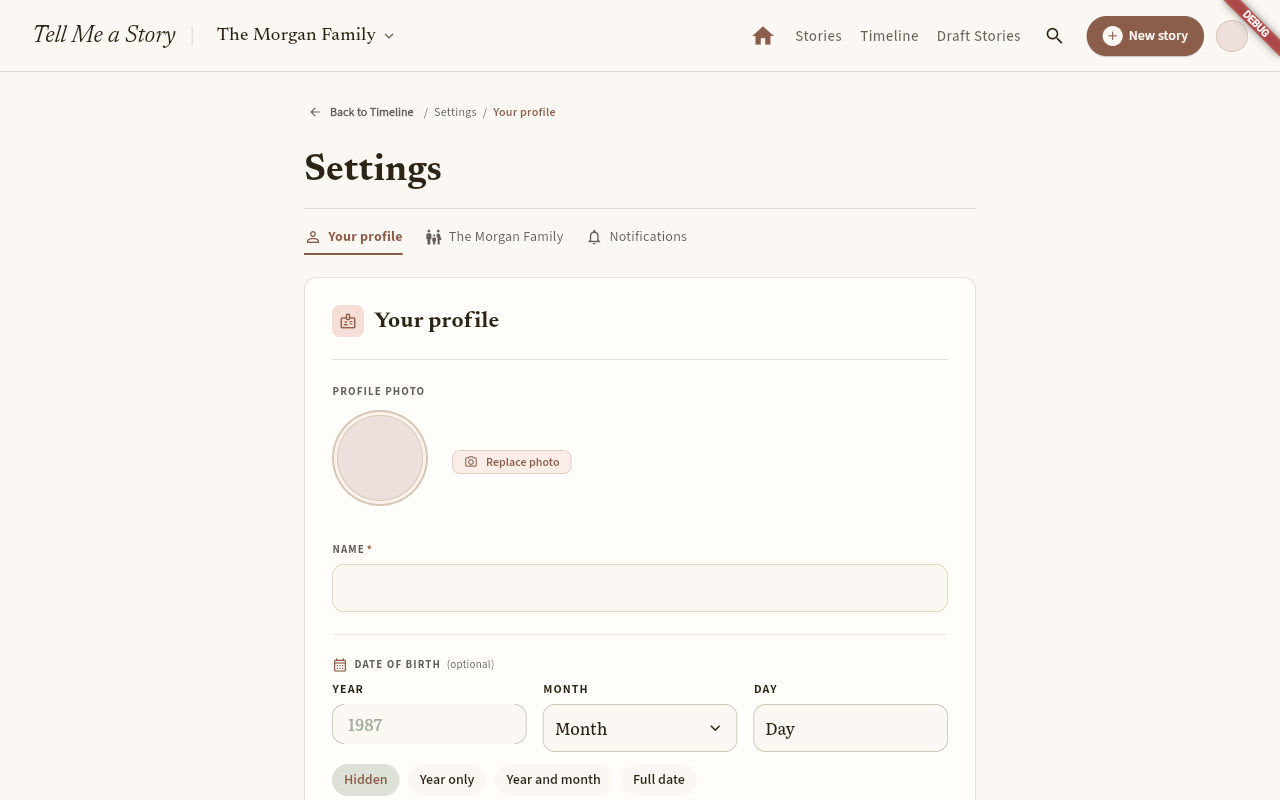 Tell Me a Story
The Morgan Family
Stories
Timeline
Draft Stories
New story
DEBUG
Back to Timeline / Settings / Your profile
Settings
Your profile
The Morgan Family
Notifications
Your profile
PROFILE PHOTO
Replace photo
NAME *
DATE OF BIRTH (optional)
YEAR
MONTH
DAY
1987
Month
Day
Hidden
Year only
Year and month
Full date